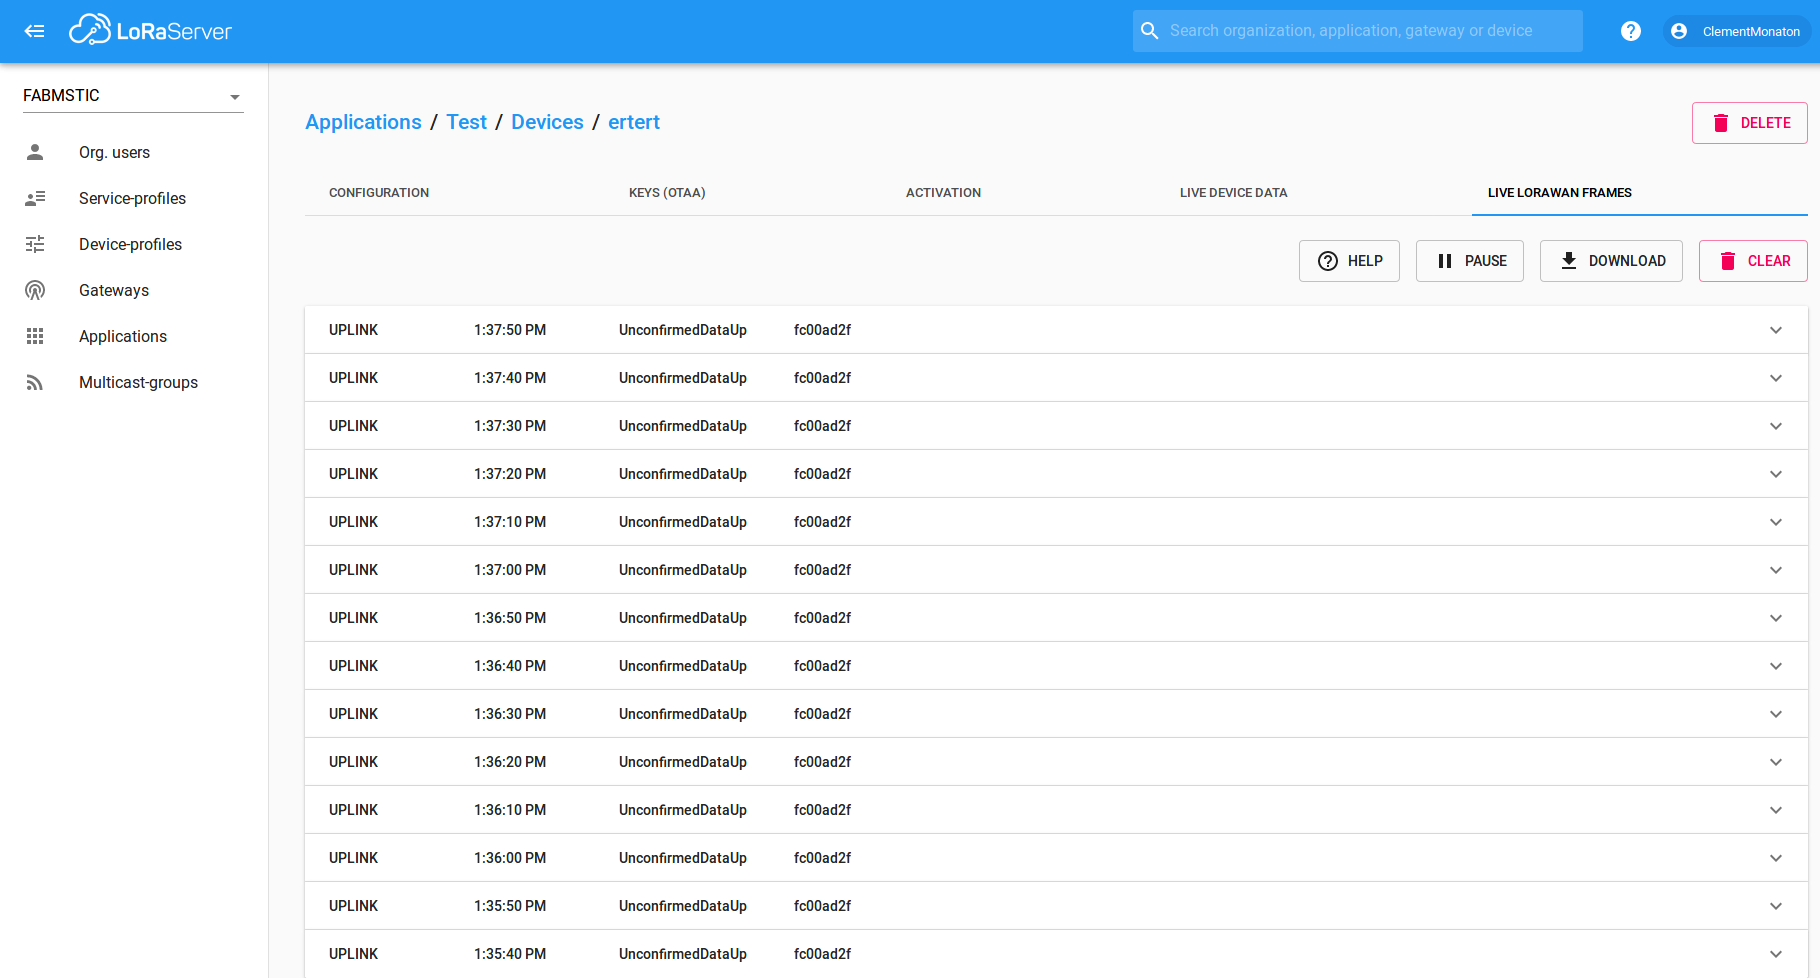 LoRaServer
Search organization, application, gateway or device
ClementMonaton
FABMSTIC
Org. users
Service-profiles
Device-profiles
Gateways
Applications
Multicast-groups
Applications / Test / Devices / ertert
DELETE
CONFIGURATION KEYS (OTAA) ACTIVATION LIVE DEVICE DATA LIVE LORAWAN FRAMES
HELP PAUSE DOWNLOAD CLEAR
UPLINK 1:37:50 PM UnconfirmedDataUp fc00ad2f
UPLINK 1:37:40 PM UnconfirmedDataUp fc00ad2f
UPLINK 1:37:30 PM UnconfirmedDataUp fc00ad2f
UPLINK 1:37:20 PM UnconfirmedDataUp fc00ad2f
UPLINK 1:37:10 PM UnconfirmedDataUp fc00ad2f
UPLINK 1:37:00 PM UnconfirmedDataUp fc00ad2f
UPLINK 1:36:50 PM UnconfirmedDataUp fc00ad2f
UPLINK 1:36:40 PM UnconfirmedDataUp fc00ad2f
UPLINK 1:36:30 PM UnconfirmedDataUp fc00ad2f
UPLINK 1:36:20 PM UnconfirmedDataUp fc00ad2f
UPLINK 1:36:10 PM UnconfirmedDataUp fc00ad2f
UPLINK 1:36:00 PM UnconfirmedDataUp fc00ad2f
UPLINK 1:35:50 PM UnconfirmedDataUp fc00ad2f
UPLINK 1:35:40 PM UnconfirmedDataUp fc00ad2f